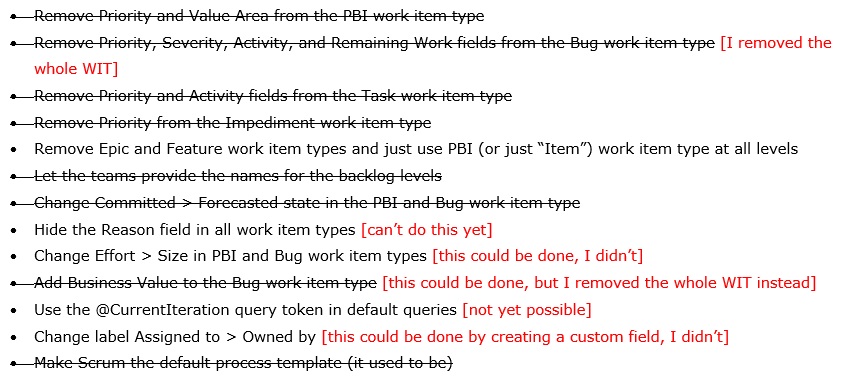 • Remove Priority and Value Area from the PBI work item type
• Remove Priority, Severity, Activity, and Remaining Work fields from the Bug work item type [I removed the
whole WIT]
• Remove Priority and Activity fields from the Task work item type
• Remove Priority from the Impediment work item type
• Remove Epic and Feature work item types and just use PBI (or just “Item”) work item type at all levels
• Let the teams provide the names for the backlog levels
• Change Committed > Forecasted state in the PBI and Bug work item type
• Hide the Reason field in all work item types [can’t do this yet]
• Change Effort > Size in PBI and Bug work item types [this could be done, I didn’t]
• Add Business Value to the Bug work item type [this could be done, but I removed the whole WIT instead]
• Use the @CurrentIteration query token in default queries [not yet possible]
• Change label Assigned to > Owned by [this could be done by creating a custom field, I didn’t]
• Make Scrum the default process template (it used to be)